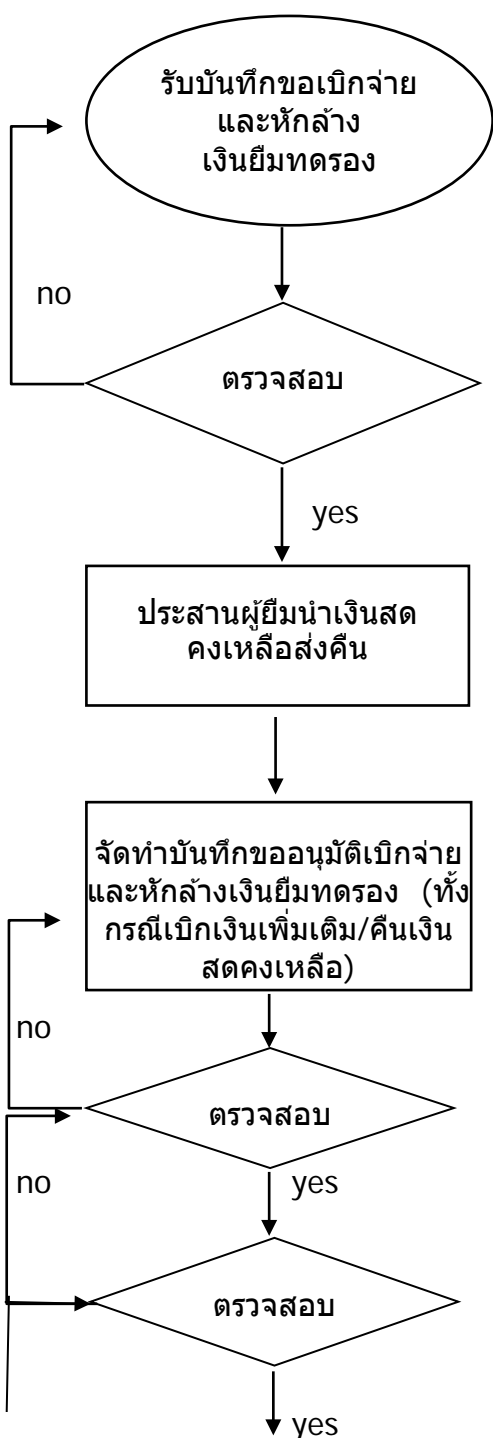 รับบันทึกขอเบิกจ่าย
และหักล้าง
เงินยืมทดรอง
no
ตรวจสอบ
yes
ประสานผู้ยืมนำเงินสด
คงเหลือส่งคืน
จัดทำบันทึกขออนุมัติเบิกจ่าย
และหักล้างเงินยืมทดรอง (ทั้ง
กรณีเบิกเงินเพิ่มเติม/คืนเงิน
สดคงเหลือ)
no
ตรวจสอบ
no
yes
ตรวจสอบ
yes